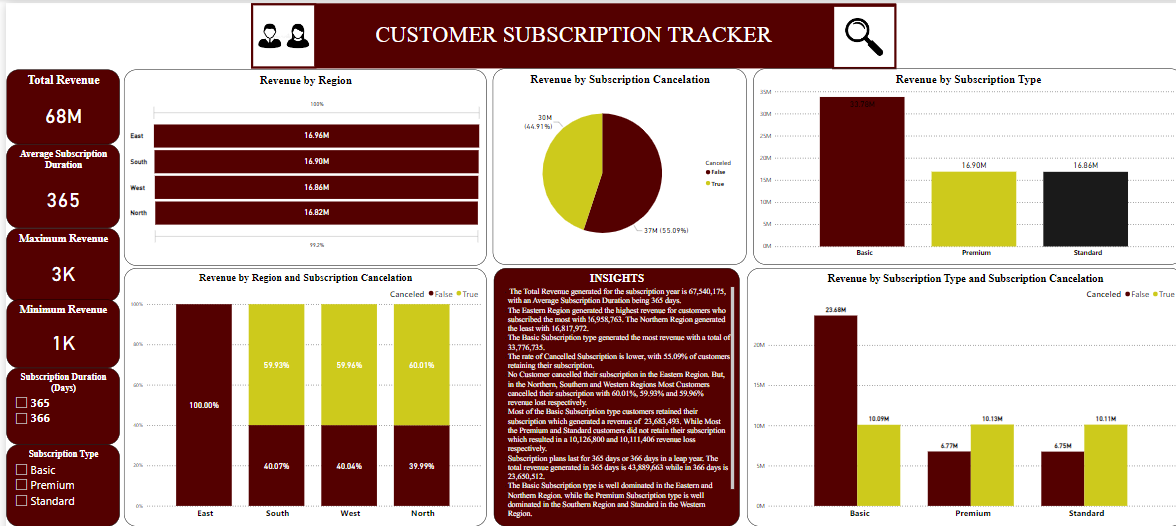 CUSTOMER SUBSCRIPTION TRACKER
Total Revenue
68M
Average Subscription
Duration
365
Maximum Revenue
3K
Minimum Revenue
1K
Subscription Duration
(Days)
365
366
Subscription Type
Basic
Premium
Standard
Revenue by Region
100%
East
16.96M
South
16.90M
West
16.86M
North
16.82M
99.2%
Revenue by Subscription Cancelation
30M
(44.91%)
37M (55.09%)
Canceled
False
True
Revenue by Subscription Type
35M
30M
25M
20M
15M
10M
5M
0M
16.90M
16.86M
Basic
Premium
Standard
Revenue by Region and Subscription Cancelation
Canceled False True
100%
80%
60%
40%
20%
0%
100.00%
59.93%
59.96%
60.01%
40.07%
40.04%
39.99%
East
South
West
North
INSIGHTS
The Total Revenue generated for the subscription year is 67,540,175,
with an Average Subscription Duration being 365 days.
The Eastern Region generated the highest revenue for customers who
subscribed the most with 16,958,763. The Northern Region generated
the least with 16,817,972.
The Basic Subscription type generated the most revenue with a total of
33,776,735.
The rate of Cancelled Subscription is lower, with 55.09% of customers
retaining their subscription.
No Customer cancelled their subscription in the Eastern Region. But,
in the Northern, Southern and Western Regions Most Customers
cancelled their subscription with 60.01%, 59.93% and 59.96%
revenue lost respectively.
Most of the Basic Subscription type customers retained their
subscription which generated a revenue of 23,683,493. While Most
the Premium and Standard customers did not retain their subscription
which resulted in a 10,126,800 and 10,111,406 revenue loss
respectively.
Subscription plans last for 365 days or 366 days in a leap year. The
total revenue generated in 365 days is 43,889,663 while in 366 days is
23,650,512.
The Basic Subscription type is well dominated in the Eastern and
Northern Region, while the Premium Subscription type is well
dominated in the Southern Region and Standard in the Western
Region.
Revenue by Subscription Type and Subscription Cancelation
Canceled False True
20M
15M
10M
5M
0M
23.68M
10.09M
6.77M
10.13M
6.75M
10.11M
Basic
Premium
Standard